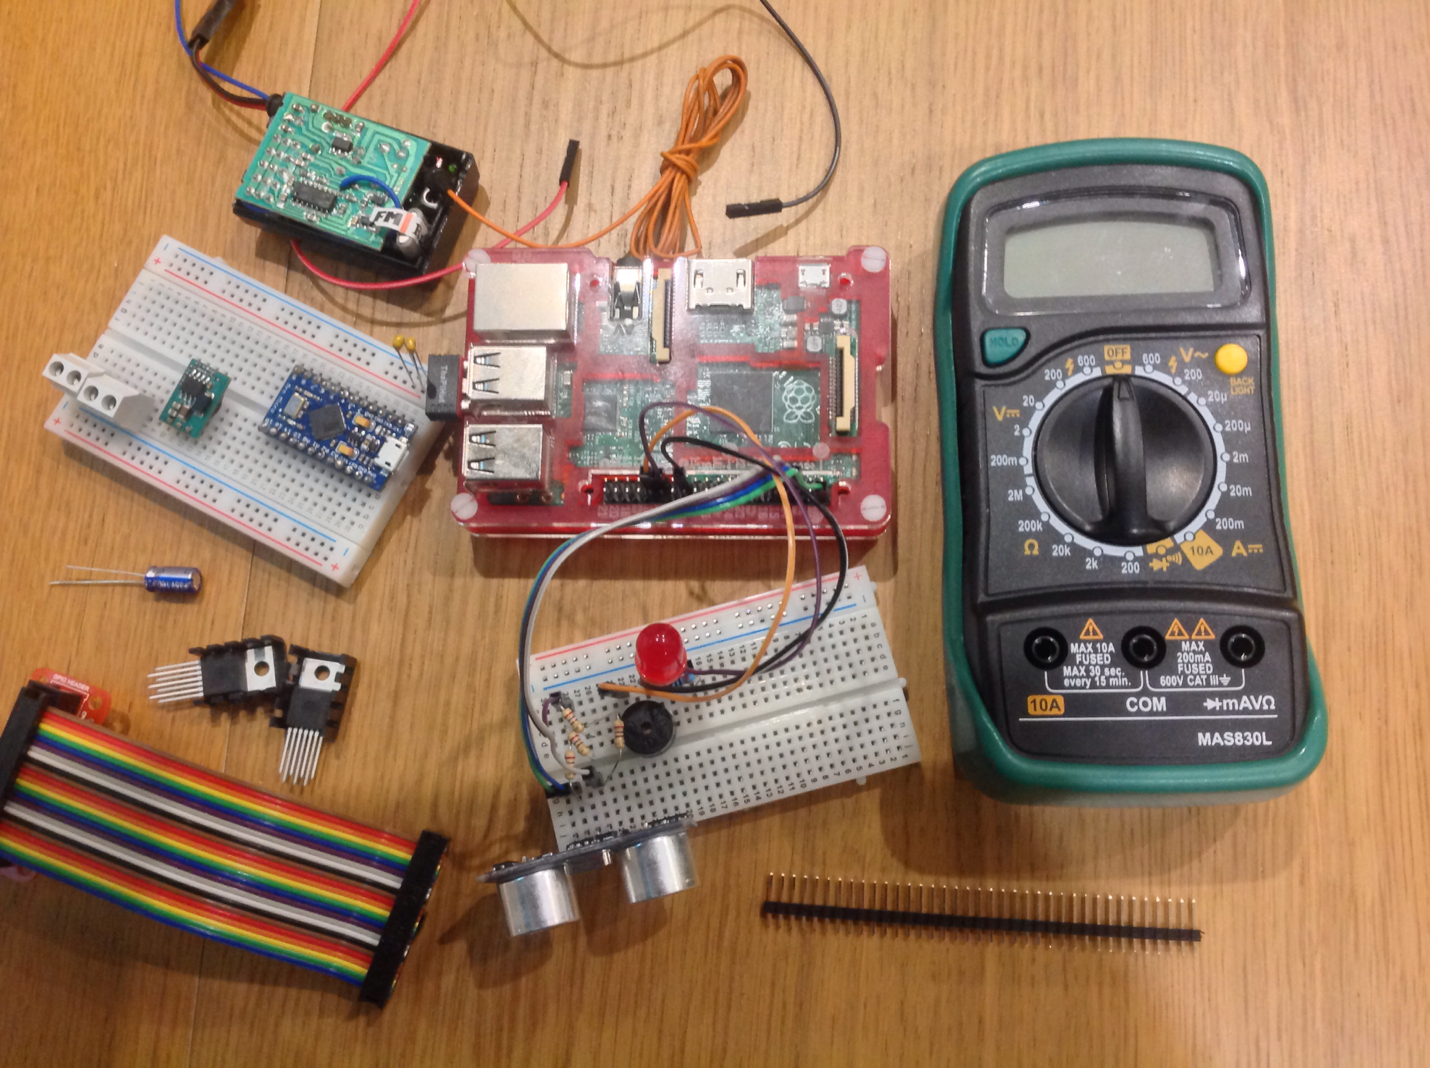 FM
HOLD
OFF
600
200
20
2
200m
V⎓
600
200
V~
BACK
LIGHT
20µ
200µ
2m
20m
200m
A⎓
10A
2M
200k
Ω
20k
2k
200
MAX 10A
FUSED
MAX 30 sec.
every 15 min.
MAX
200mA
FUSED
600V CAT III
10A
COM
mAVΩ
MAS830L
GPIO HEADER